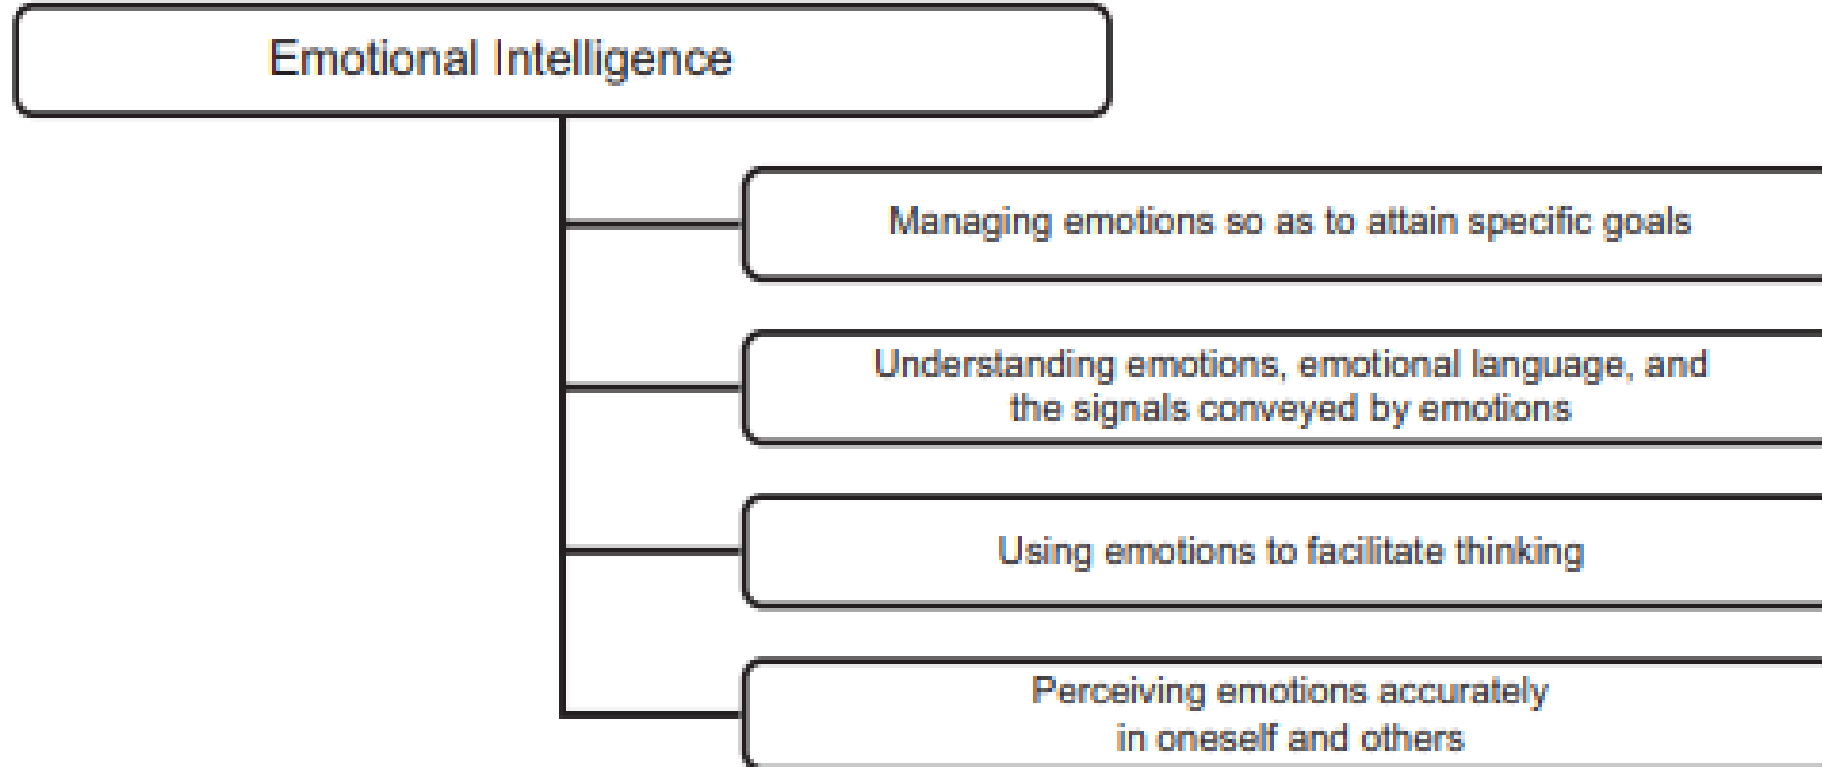 Emotional Intelligence
Managing emotions so as to attain specific goals
Understanding emotions, emotional language, and
the signals conveyed by emotions
Using emotions to facilitate thinking
Perceiving emotions accurately
in oneself and others